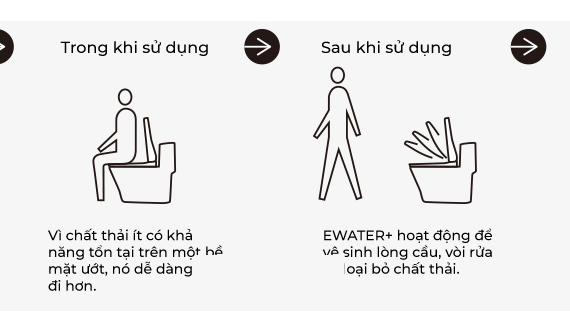 Trong khi sử dụng
Sau khi sử dụng
Vì chất thải ít có khả
năng tồn tại trên một bề
mặt ướt, nó dễ dàng
đi hơn.
EWATER+ hoạt động để
vệ sinh lòng cầu, vòi rửa
loại bỏ chất thải.